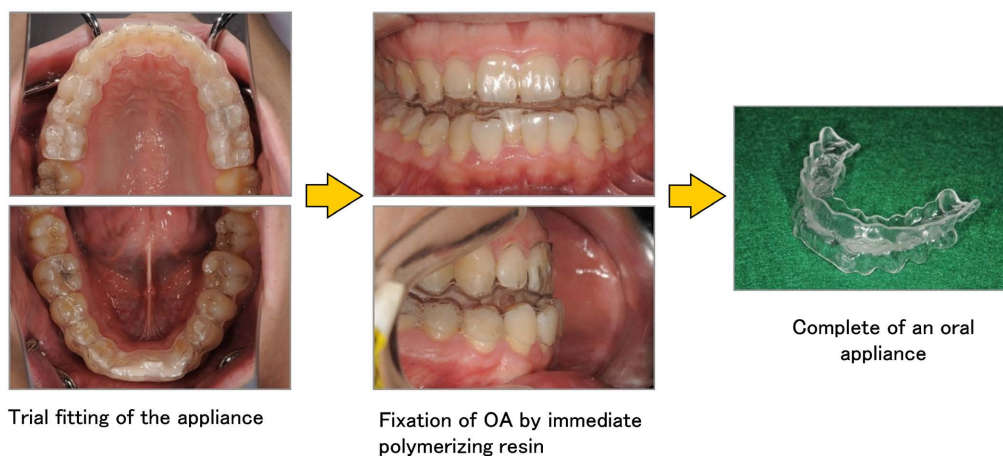 Trial fitting of the appliance
Fixation of OA by immediate
polymerizing resin
Complete of an oral
appliance